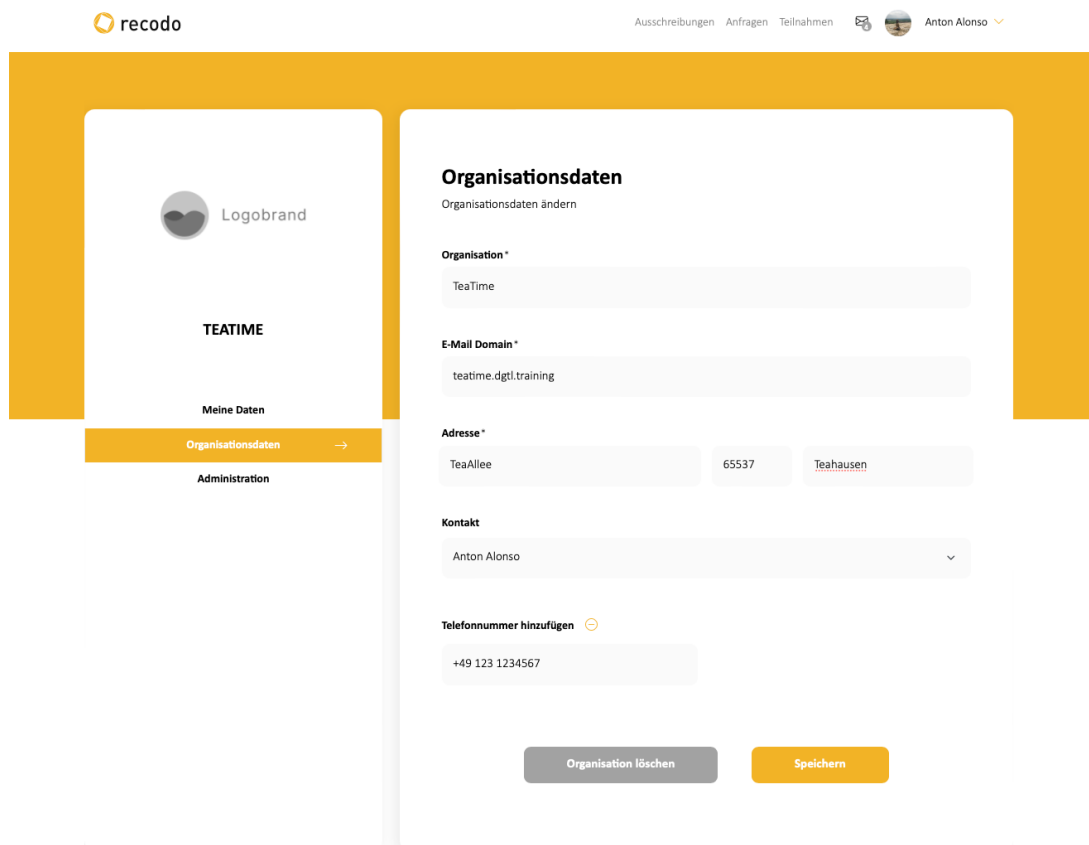 recodo
Ausschreibungen Anfragen Teilnahmen Anton Alonso
Logobrand
TEATIME
Meine Daten
Organisationsdaten
Administration
Organisationsdaten
Organisationsdaten ändern
Organisation*
TeaTime
E-Mail Domain*
teatime.dgtl.training
Adresse*
TeaAllee 65537 Teahausen
Kontakt
Anton Alonso
Telefonnummer hinzufügen
+49 123 1234567
Organisation löschen Speichern